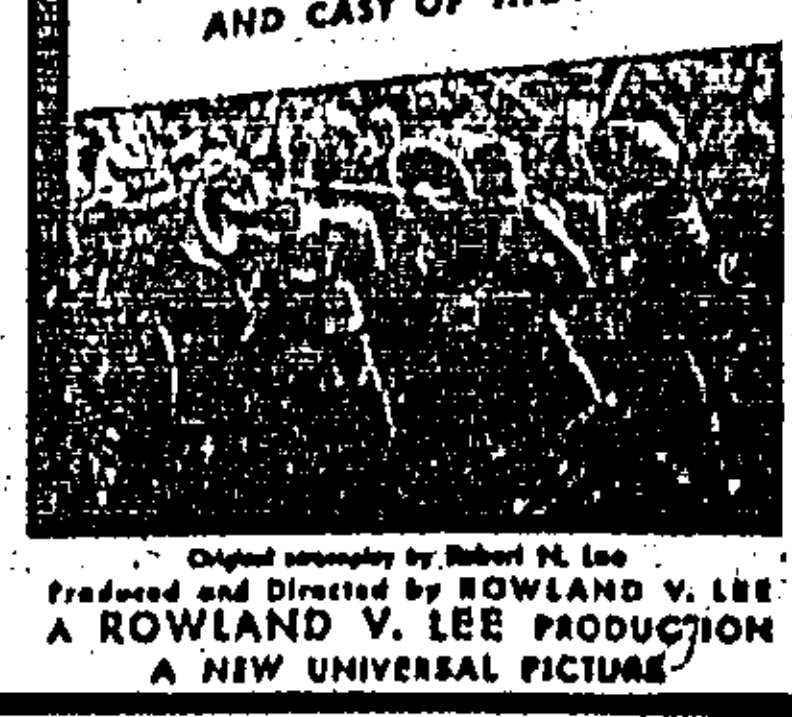 AND CAST OF
Original screenplay by Robert N. Lee
Produced and Directed by ROWLAND V. LEE
A ROWLAND V. LEE PRODUCTION
A NEW UNIVERSAL PICTURE